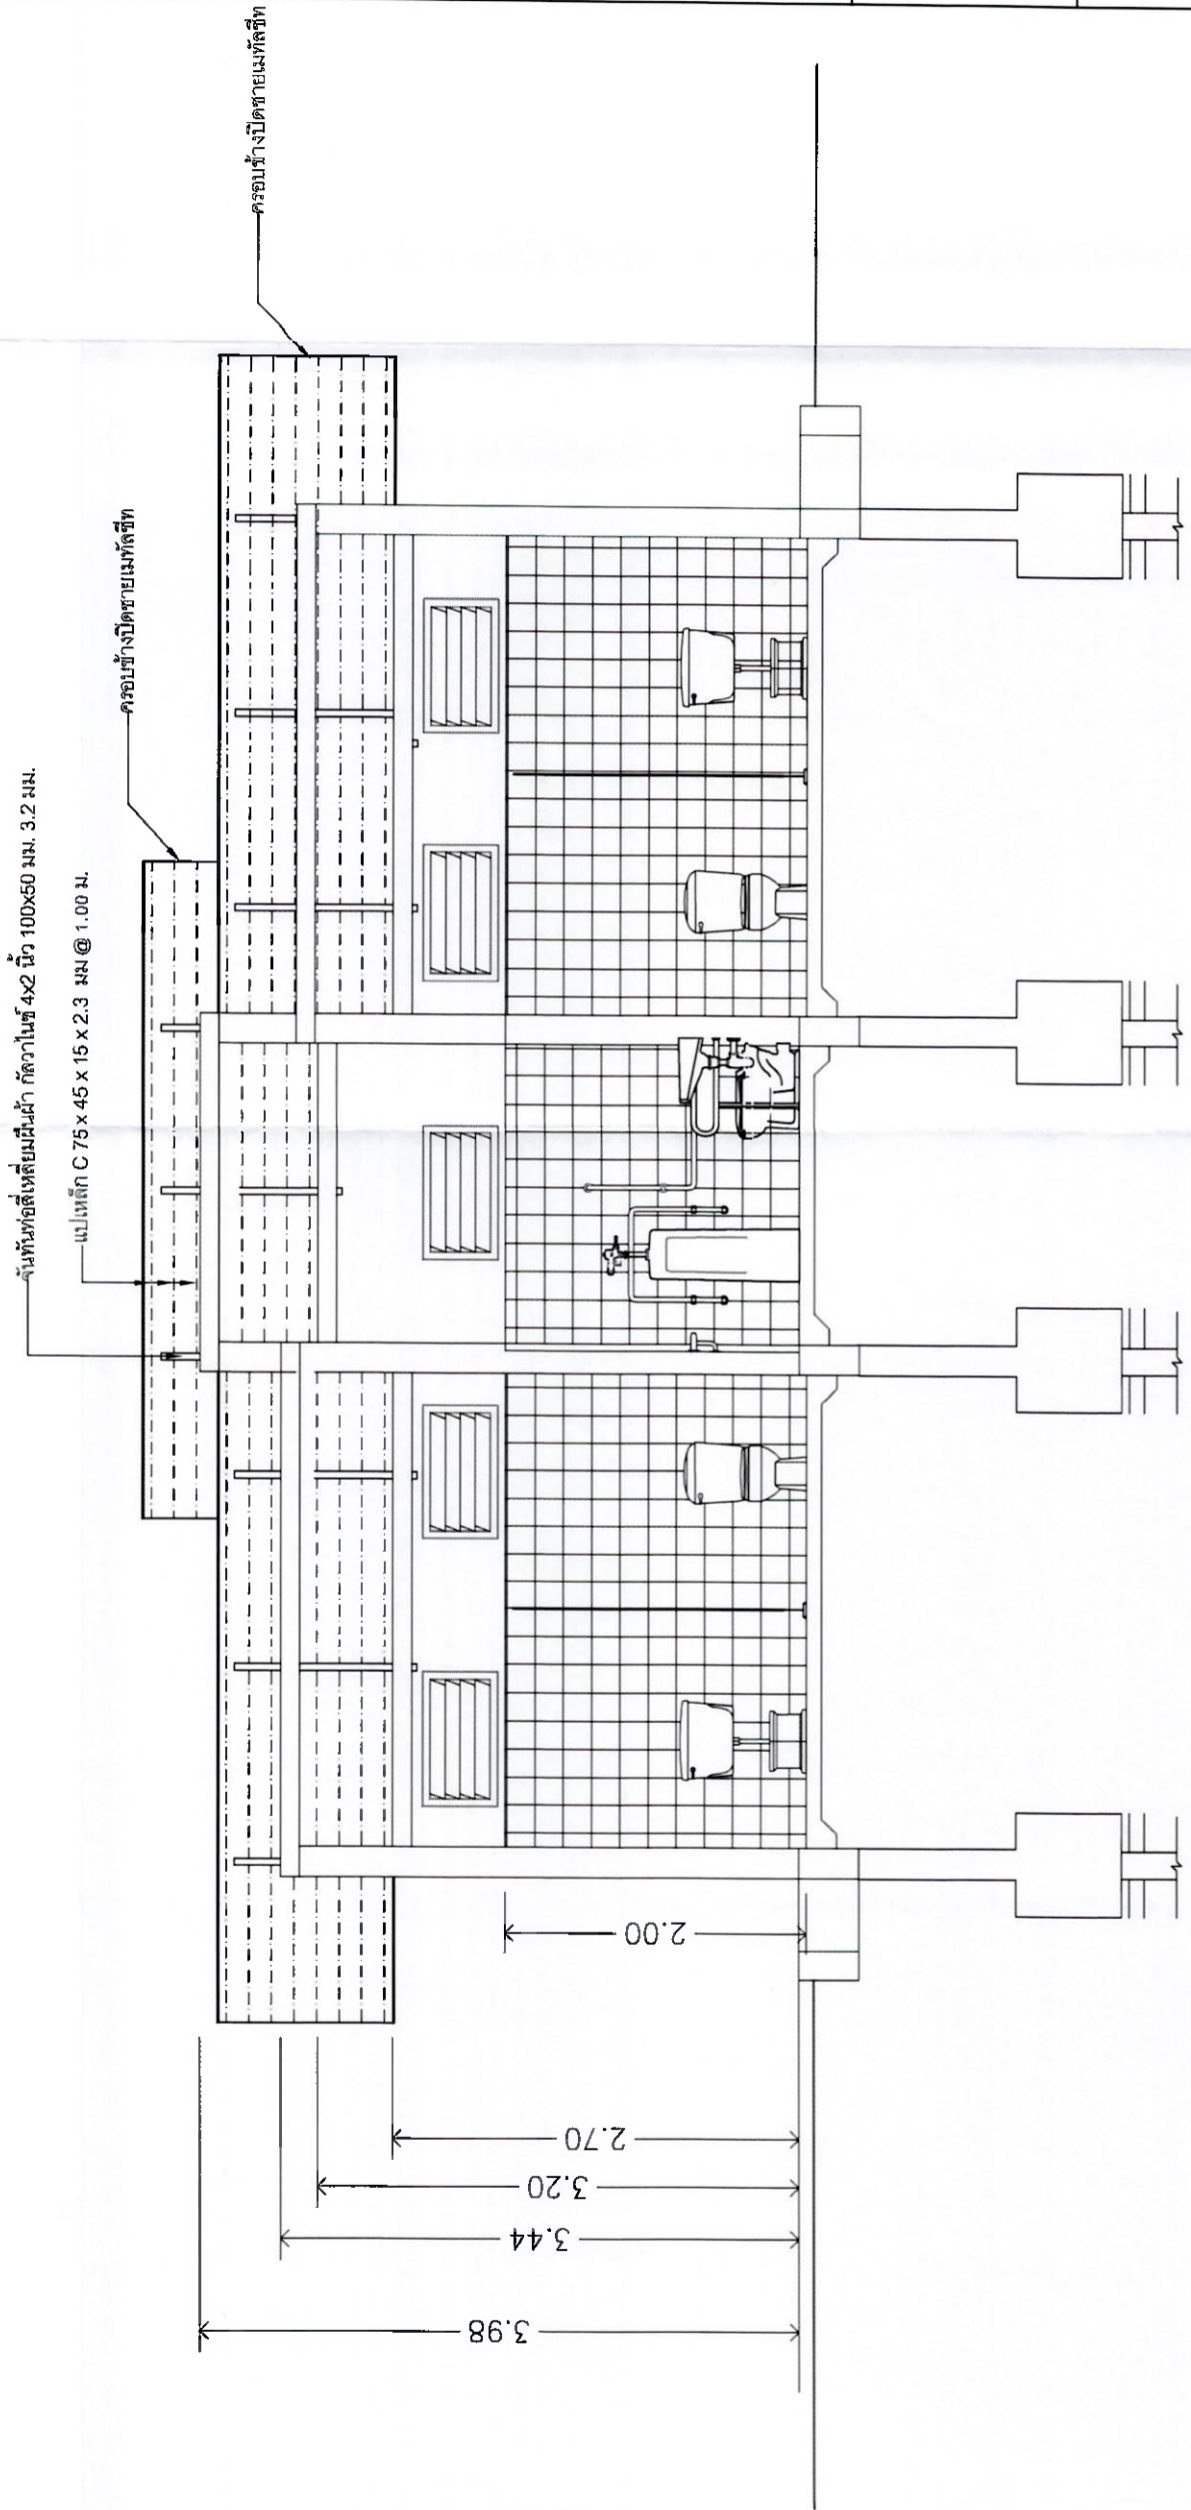 จันทันท่อสี่เหลี่ยมผืนผ้า กัลวาไนซ์ 4x2 นิ้ว 100x50 มม. 3.2 มม.
แปเหล็ก C 75 x 45 x 15 x 2.3 มม @ 1.00 ม.
ครอบข้างปิดชายเมทัลชีท
ครอบข้างปิดชายเมทัลชีท
3.98
3.44
3.20
2.70
2.00